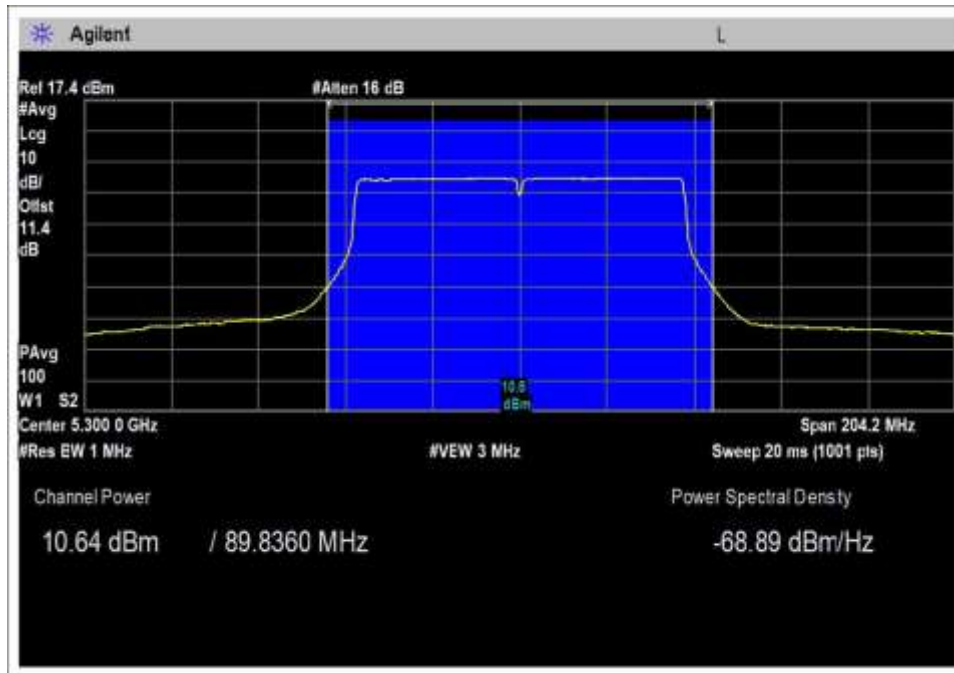 Agilent L
Ref 17.4 dBm #Atten 16 dB
#Avg
Log
10
dB/
Offst
11.4
dB
PAvg
100
10.6
W1 S2
dBm
Center 5.300 0 GHz Span 204.2 MHz
#Res BW 1 MHz #VBW 3 MHz Sweep 20 ms (1001 pts)
Channel Power Power Spectral Density
10.64 dBm / 89.8360 MHz -68.89 dBm/Hz